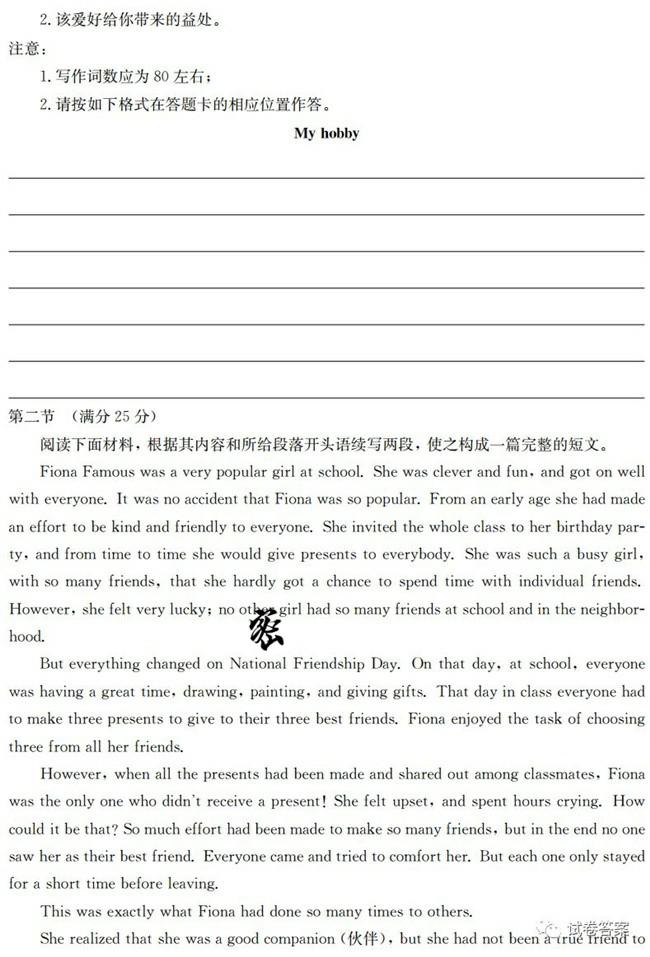 2. 该爱好给你带来的益处。
注意：
1. 写作词数应为 80 左右；
2. 请按如下格式在答题卡的相应位置作答。
My hobby
第二节 （满分 25 分）
阅读下面材料，根据其内容和所给段落开头语续写两段，使之构成一篇完整的短文。
Fiona Famous was a very popular girl at school. She was clever and fun, and got on well
with everyone. It was no accident that Fiona was so popular. From an early age she had made
an effort to be kind and friendly to everyone. She invited the whole class to her birthday par-
ty, and from time to time she would give presents to everybody. She was such a busy girl,
with so many friends, that she hardly got a chance to spend time with individual friends.
However, she felt very lucky; no other girl had so many friends at school and in the neighbor-
hood.
密
But everything changed on National Friendship Day. On that day, at school, everyone
was having a great time, drawing, painting, and giving gifts. That day in class everyone had
to make three presents to give to their three best friends. Fiona enjoyed the task of choosing
three from all her friends.
However, when all the presents had been made and shared out among classmates, Fiona
was the only one who didn't receive a present! She felt upset, and spent hours crying. How
could it be that? So much effort had been made to make so many friends, but in the end no one
saw her as their best friend. Everyone came and tried to comfort her. But each one only stayed
for a short time before leaving.
This was exactly what Fiona had done so many times to others.
She realized that she was a good companion (伙伴), but she had not been a true friend to
试卷答案